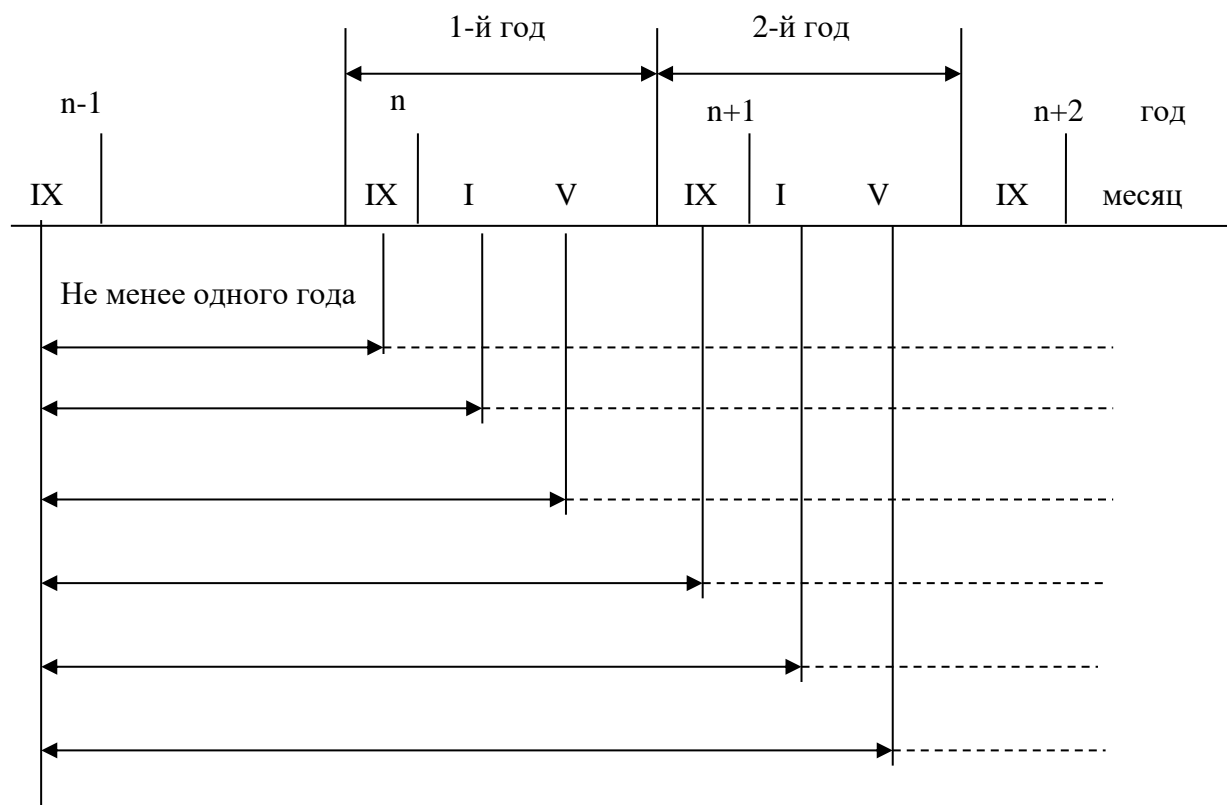 1-й год 2-й год
n-1 n n+1 n+2 год
IX IX I V IX I V IX месяц
Не менее одного года